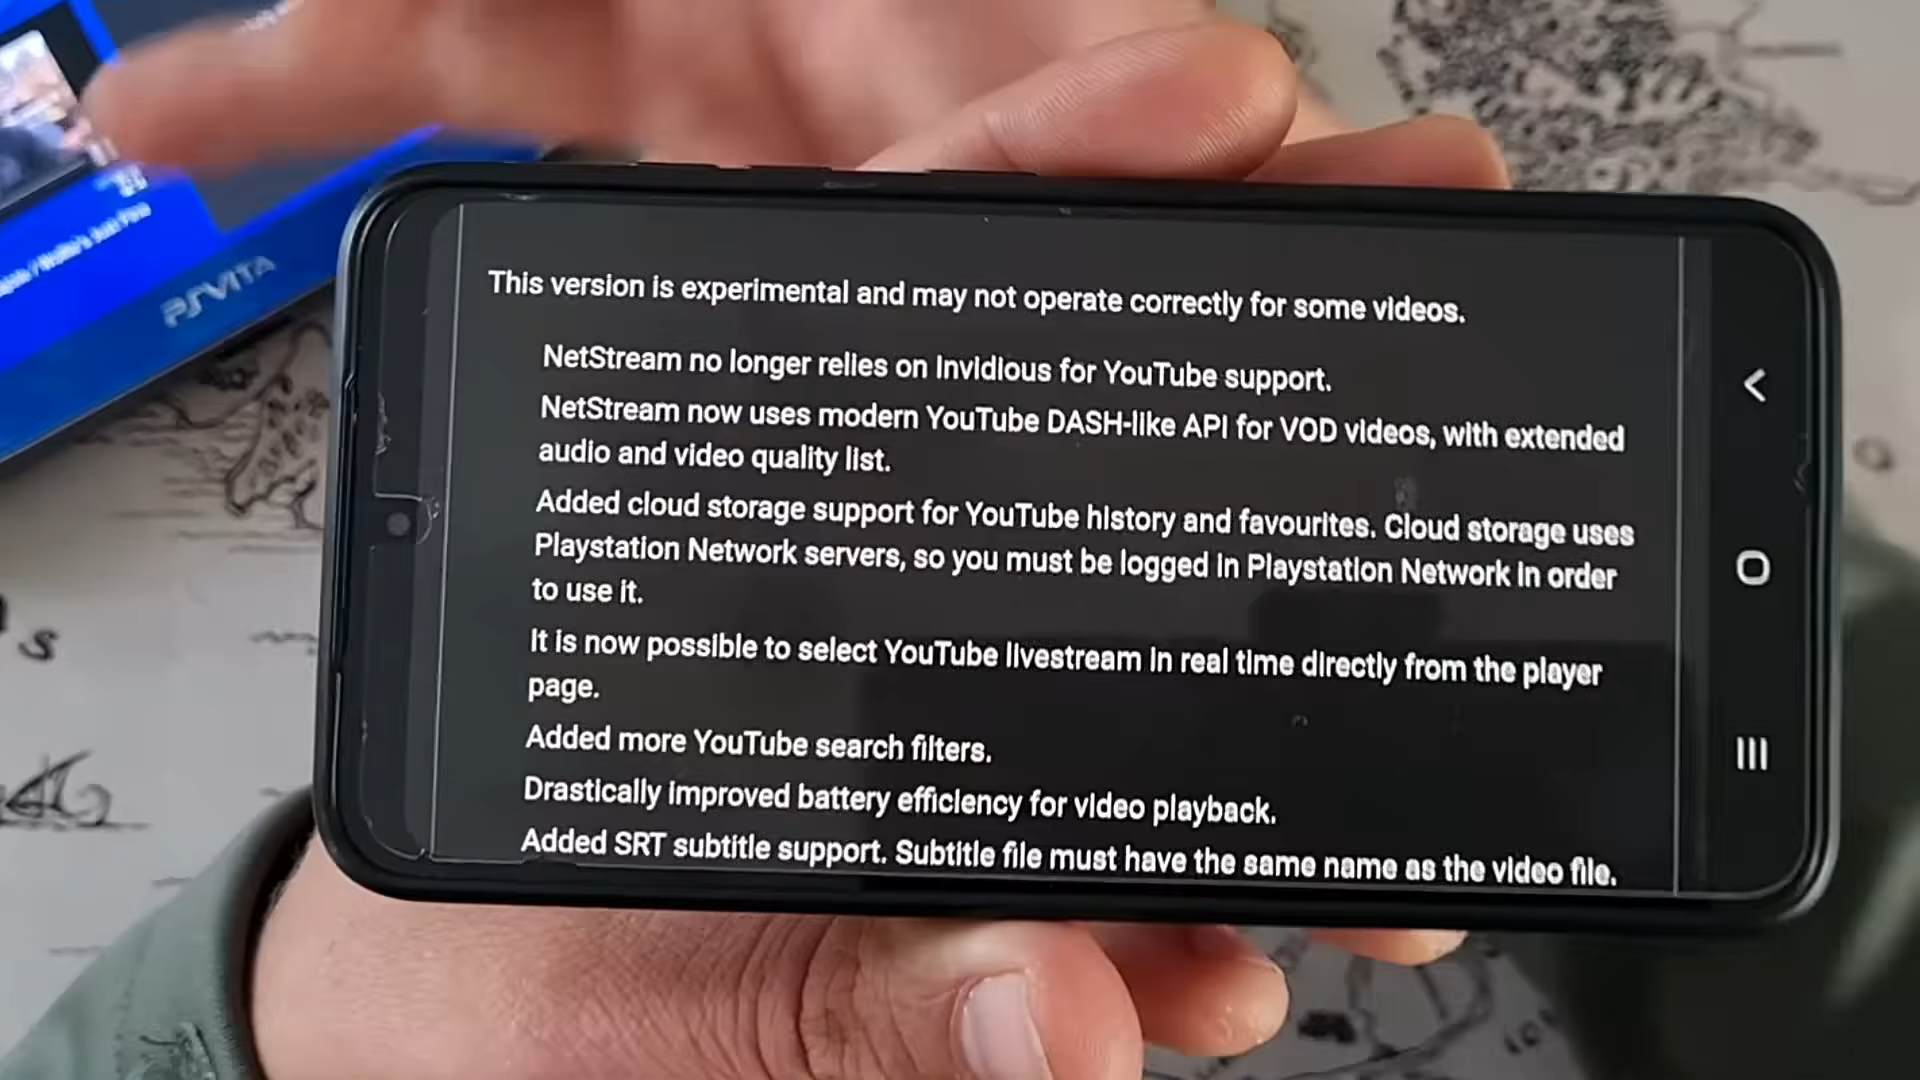 PSVITA
This version is experimental and may not operate correctly for some videos.
NetStream no longer relies on Invidious for YouTube support.
NetStream now uses modern YouTube DASH-like API for VOD videos, with extended
audio and video quality list.
Added cloud storage support for YouTube history and favourites. Cloud storage uses
Playstation Network servers, so you must be logged in Playstation Network in order
to use it.
It is now possible to select YouTube livestream in real time directly from the player
page.
Added more YouTube search filters.
Drastically improved battery efficiency for video playback.
Added SRT subtitle support. Subtitle file must have the same name as the video file.